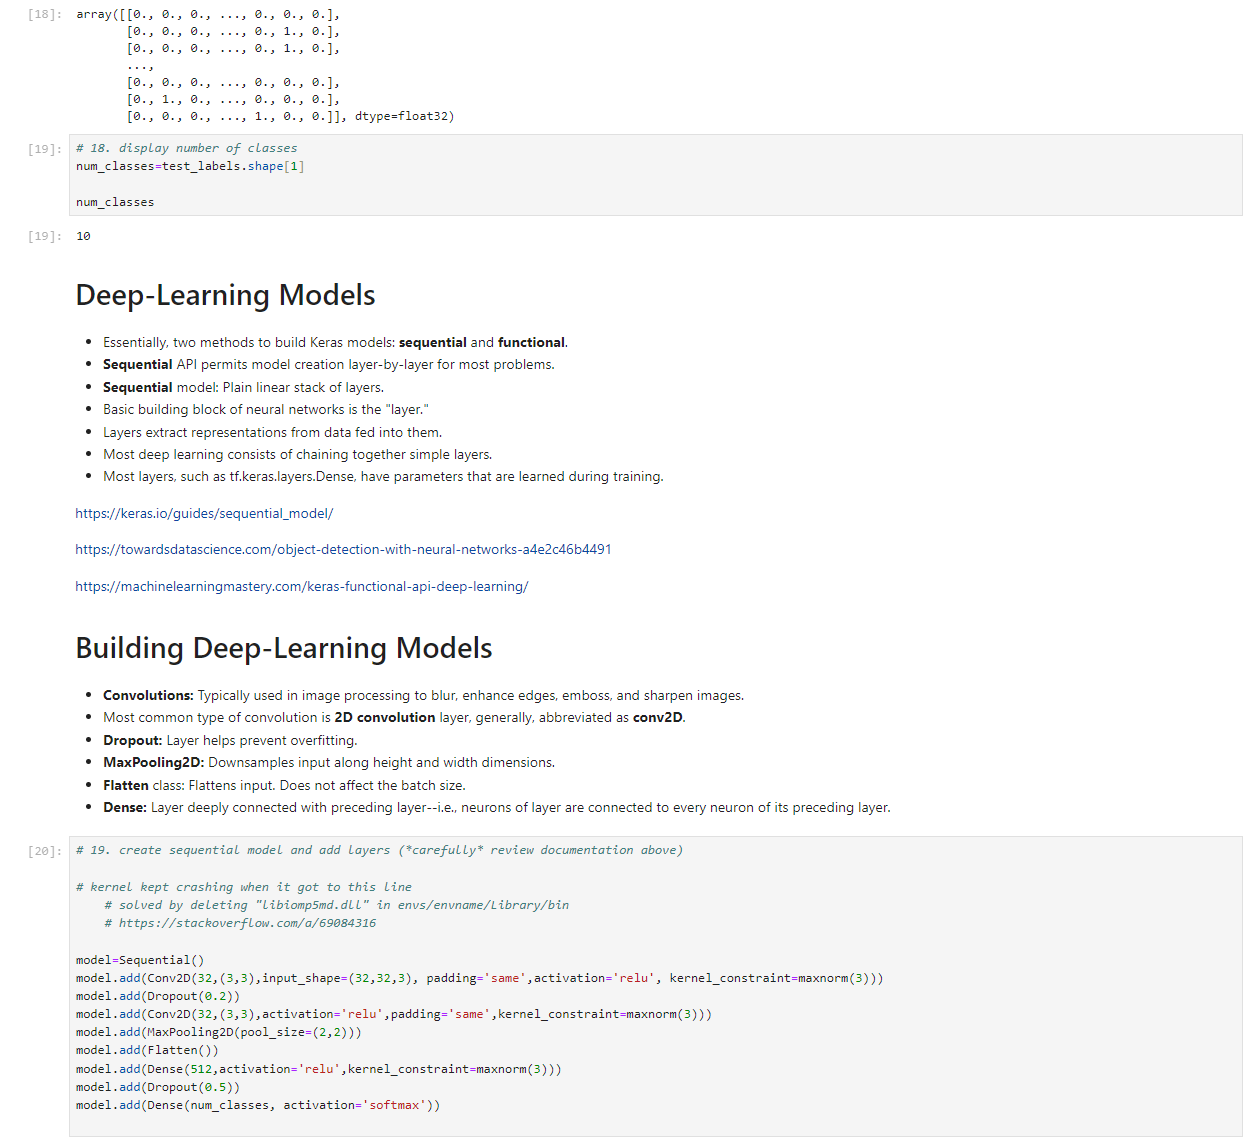 [18]: array([[0., 0., 0., ..., 0., 0., 0.],
[0., 0., 0., ..., 0., 1., 0.],
[0., 0., 0., ..., 0., 1., 0.],
...,
[0., 0., 0., ..., 0., 0., 0.],
[0., 1., 0., ..., 0., 0., 0.],
[0., 0., 0., ..., 1., 0., 0.]], dtype=float32)
[19]: # 18. display number of classes
num_classes=test_labels.shape[1]
num_classes
[19]: 10
Deep-Learning Models
• Essentially, two methods to build Keras models: sequential and functional.
• Sequential API permits model creation layer-by-layer for most problems.
• Sequential model: Plain linear stack of layers.
• Basic building block of neural networks is the "layer."
• Layers extract representations from data fed into them.
• Most deep learning consists of chaining together simple layers.
• Most layers, such as tf.keras.layers.Dense, have parameters that are learned during training.
https://keras.io/guides/sequential_model/
https://towardsdatascience.com/object-detection-with-neural-networks-a4e2c46b4491
https://machinelearningmastery.com/keras-functional-api-deep-learning/
Building Deep-Learning Models
• Convolutions: Typically used in image processing to blur, enhance edges, emboss, and sharpen images.
• Most common type of convolution is 2D convolution layer, generally, abbreviated as conv2D.
• Dropout: Layer helps prevent overfitting.
• MaxPooling2D: Downsamples input along height and width dimensions.
• Flatten class: Flattens input. Does not affect the batch size.
• Dense: Layer deeply connected with preceding layer--i.e., neurons of layer are connected to every neuron of its preceding layer.
[20]: # 19. create sequential model and add layers (*carefully* review documentation above)
# kernel kept crashing when it got to this line
# solved by deleting "libiomp5md.dll" in envs/envname/Library/bin
# https://stackoverflow.com/a/69084316
model=Sequential()
model.add(Conv2D(32,(3,3),input_shape=(32,32,3), padding='same',activation='relu', kernel_constraint=maxnorm(3)))
model.add(Dropout(0.2))
model.add(Conv2D(32,(3,3),activation='relu',padding='same',kernel_constraint=maxnorm(3)))
model.add(MaxPooling2D(pool_size=(2,2)))
model.add(Flatten())
model.add(Dense(512,activation='relu',kernel_constraint=maxnorm(3)))
model.add(Dropout(0.5))
model.add(Dense(num_classes, activation='softmax'))